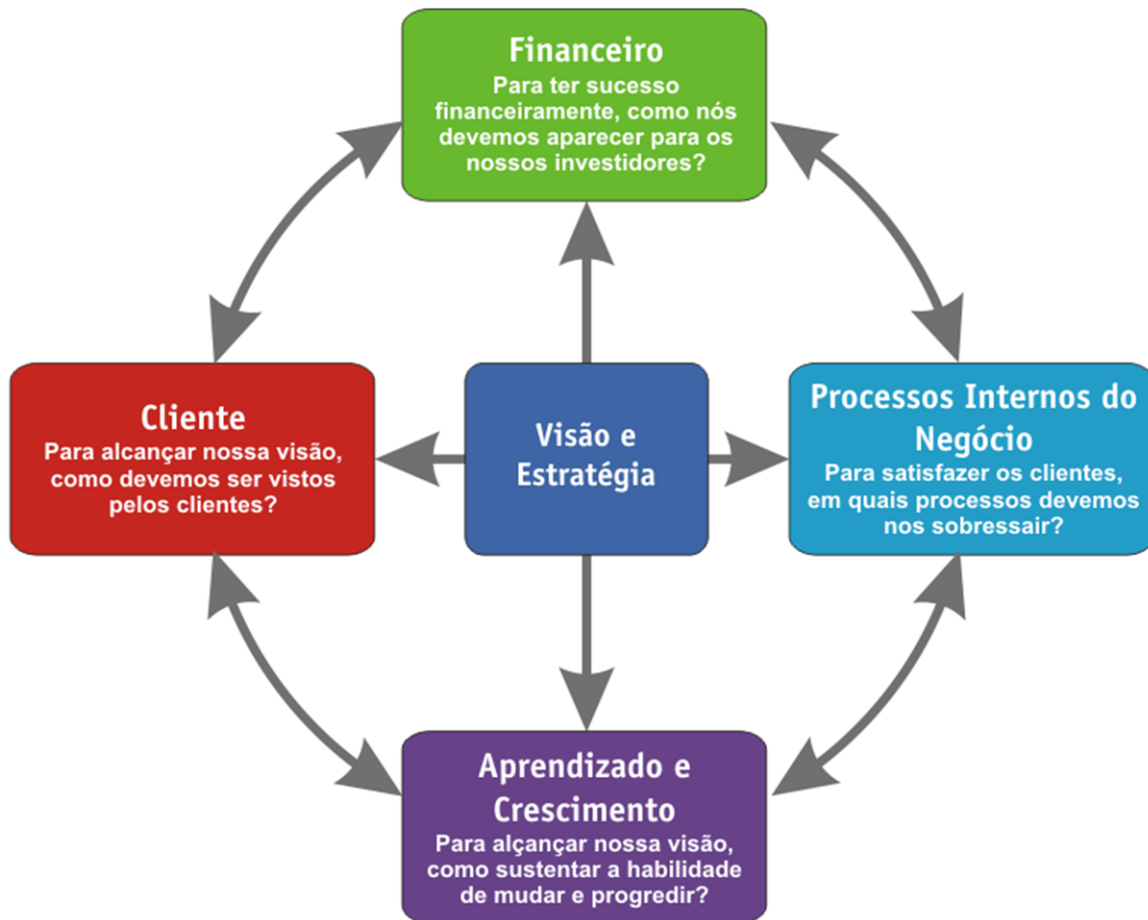 Financeiro
Para ter sucesso
financeiramente, como nós
devemos aparecer para os
nossos investidores?
Cliente
Para alcançar nossa visão,
como devemos ser vistos
pelos clientes?
Visão e
Estratégia
Processos Internos do
Negócio
Para satisfazer os clientes,
em quais processos devemos
nos sobressair?
Aprendizado e
Crescimento
Para alçançar nossa visão,
como sustentar a habilidade
de mudar e progredir?